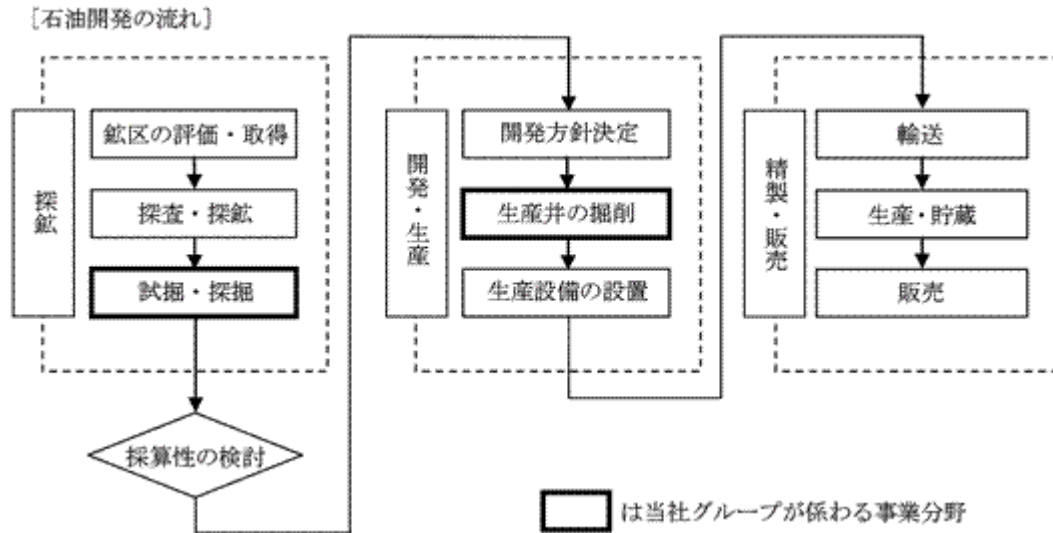 ［石油開発の流れ］
探鉱
鉱区の評価・取得
探査・探鉱
試掘・探掘
採算性の検討
開発・生産
開発方針決定
生産井の掘削
生産設備の設置
精製・販売
輸送
生産・貯蔵
販売
は当社グループが係わる事業分野